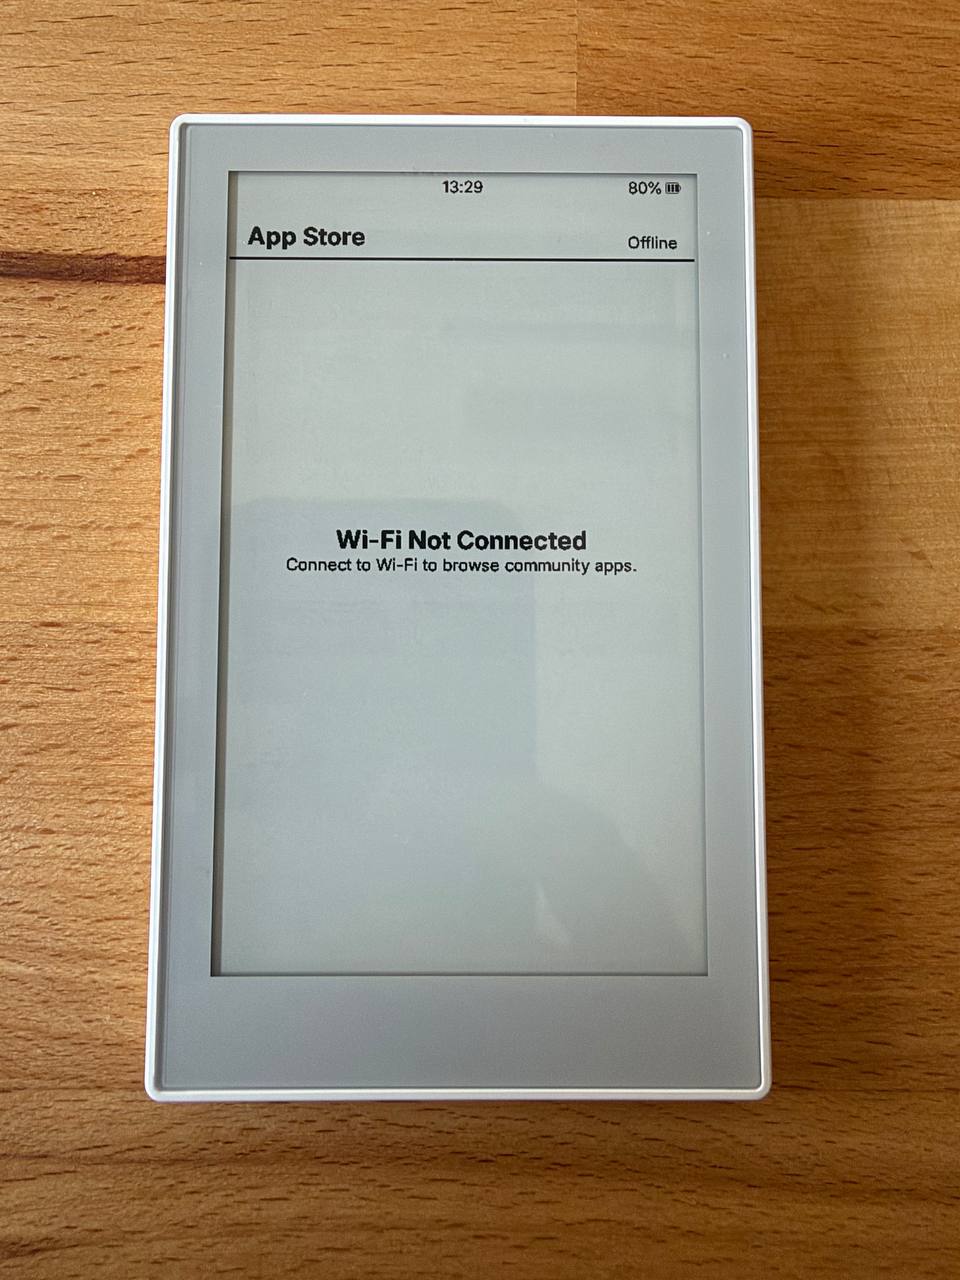 13:29 80%
App Store Offline
Wi-Fi Not Connected
Connect to Wi-Fi to browse community apps.